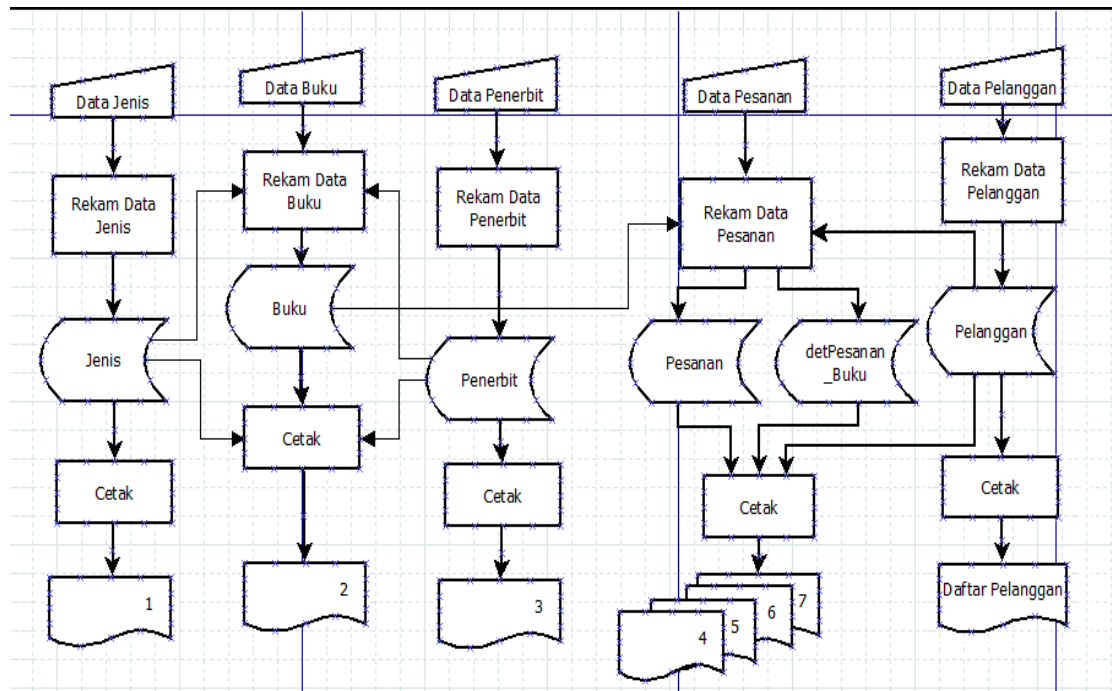 Data Jenis
Data Buku
Data Penerbit
Data Pesanan
Data Pelanggan
Rekam Data
Jenis
Rekam Data
Buku
Rekam Data
Penerbit
Rekam Data
Pesanan
Rekam Data
Pelanggan
Jenis
Buku
Penerbit
Pesanan
detPesanan
_Buku
Pelanggan
Cetak
Cetak
Cetak
Cetak
Cetak
1
2
3
4
5
6
7
Daftar Pelanggan